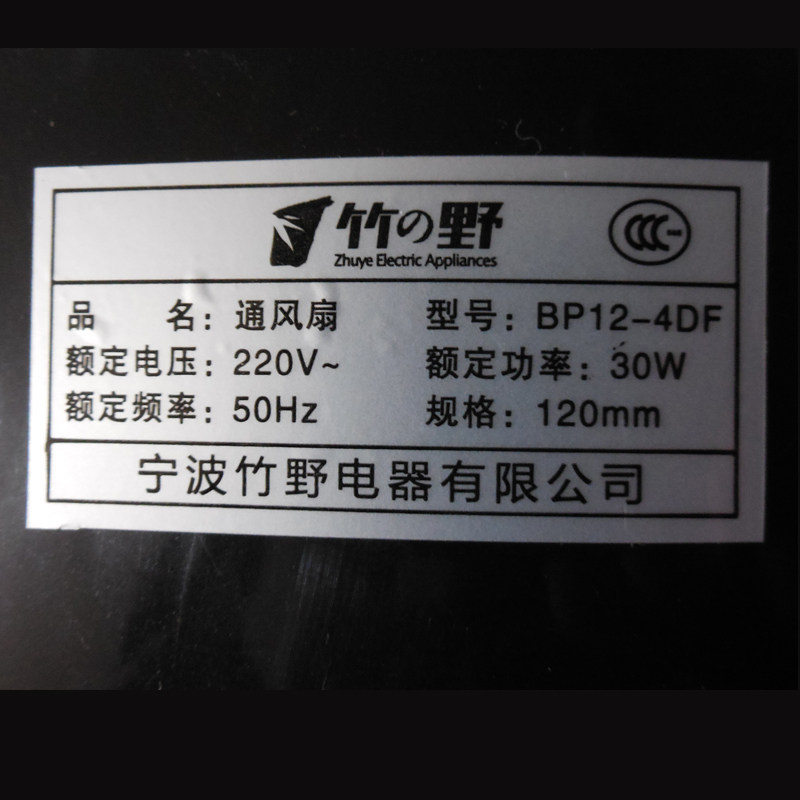 竹の野
Zhuye Electric Appliances
CCC
品 名：通风扇 型号：BP12-4DF
额定电压：220V~ 额定功率：30W
额定频率：50Hz 规格：120mm
宁波竹野电器有限公司